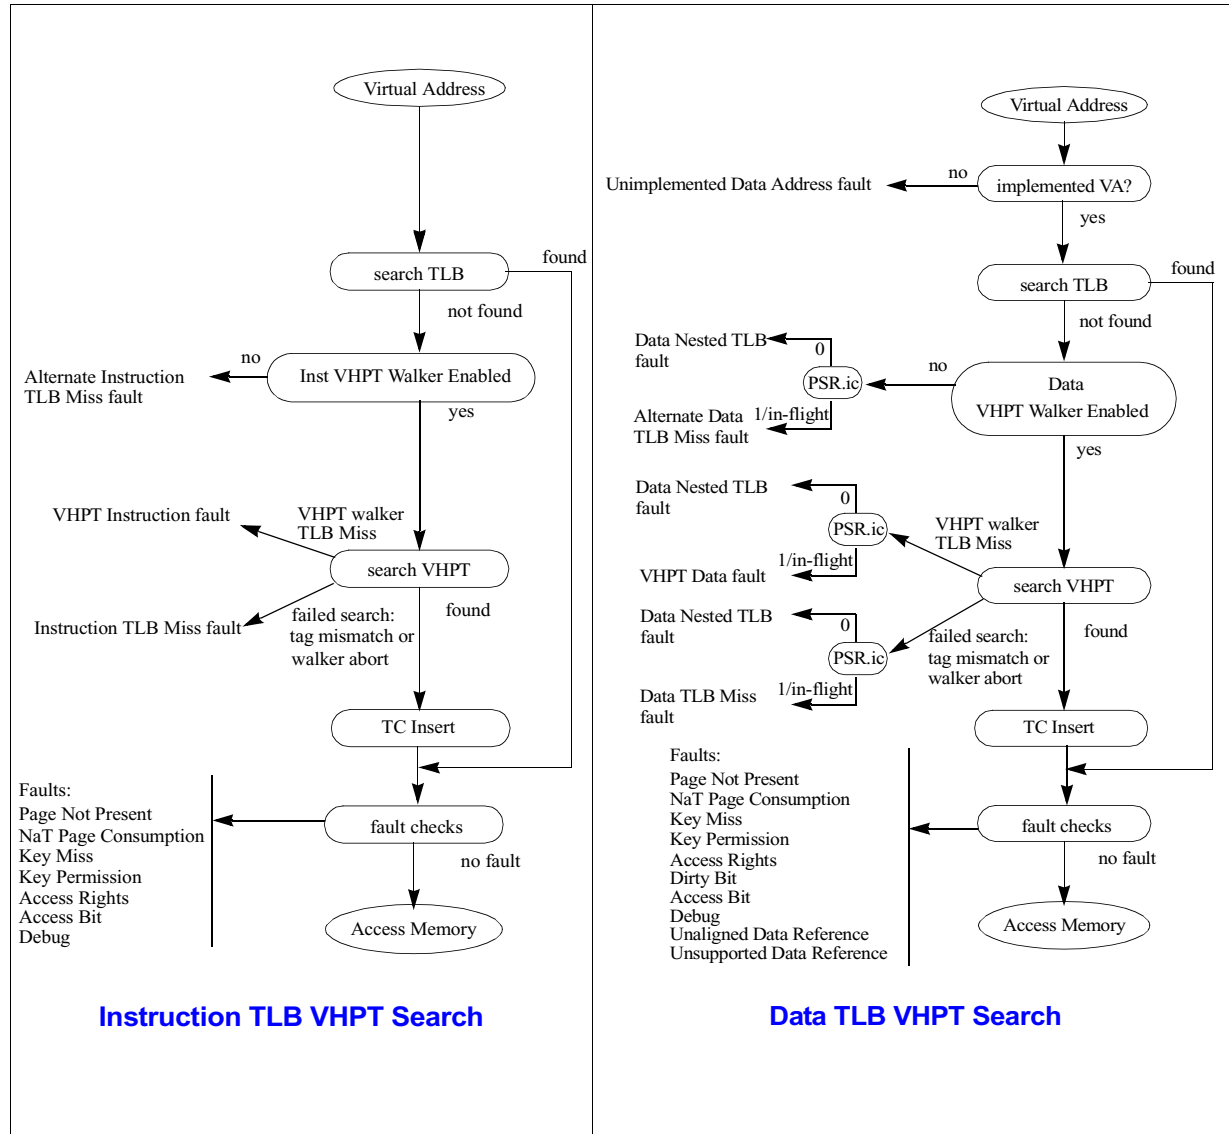 Virtual Address
search TLB
found
not found
Inst VHPT Walker Enabled
no
Alternate Instruction
TLB Miss fault
yes
VHPT Instruction fault
VHPT walker
TLB Miss
search VHPT
Instruction TLB Miss fault
failed search:
tag mismatch or
walker abort
found
TC Insert
Faults:
Page Not Present
NaT Page Consumption
Key Miss
Key Permission
Access Rights
Access Bit
Debug
fault checks
no fault
Access Memory
Instruction TLB VHPT Search
Virtual Address
implemented VA?
no
Unimplemented Data Address fault
yes
search TLB
found
not found
Data
VHPT Walker Enabled
no
PSR.ic
0
Data Nested TLB
fault
1/in-flight
Alternate Data
TLB Miss fault
yes
Data Nested TLB
fault
0
PSR.ic
VHPT walker
TLB Miss
1/in-flight
VHPT Data fault
search VHPT
Data Nested TLB
fault
0
PSR.ic
failed search:
tag mismatch or
walker abort
found
1/in-flight
Data TLB Miss
fault
TC Insert
Faults:
Page Not Present
NaT Page Consumption
Key Miss
Key Permission
Access Rights
Dirty Bit
Access Bit
Debug
Unaligned Data Reference
Unsupported Data Reference
fault checks
no fault
Access Memory
Data TLB VHPT Search